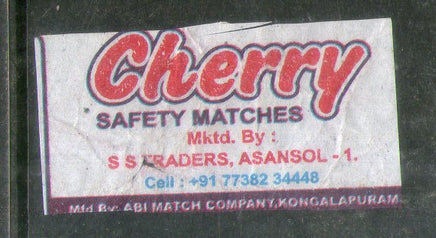 Cherry
SAFETY MATCHES
Mktd. By :
S S TRADERS, ASANSOL - 1.
Cell : +91 77382 34448
Mfd By: ABI MATCH COMPANY,KONGALAPURAM